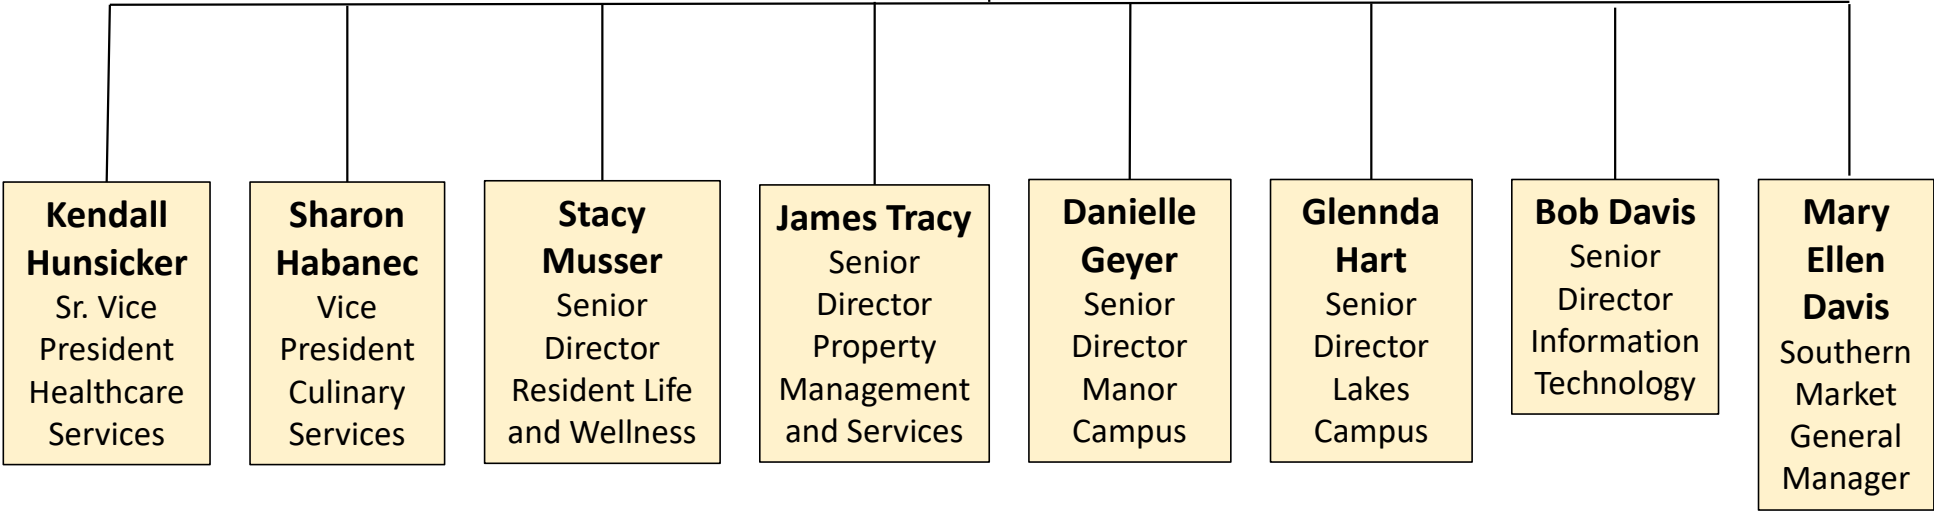 Kendall
Hunsicker
Sr. Vice
President
Healthcare
Services
Sharon
Habanec
Vice
President
Culinary
Services
Stacy
Musser
Senior
Director
Resident Life
and Wellness
James Tracy
Senior
Director
Property
Management
and Services
Danielle
Geyer
Senior
Director
Manor
Campus
Glennda
Hart
Senior
Director
Lakes
Campus
Bob Davis
Senior
Director
Information
Technology
Mary
Ellen
Davis
Southern
Market
General
Manager